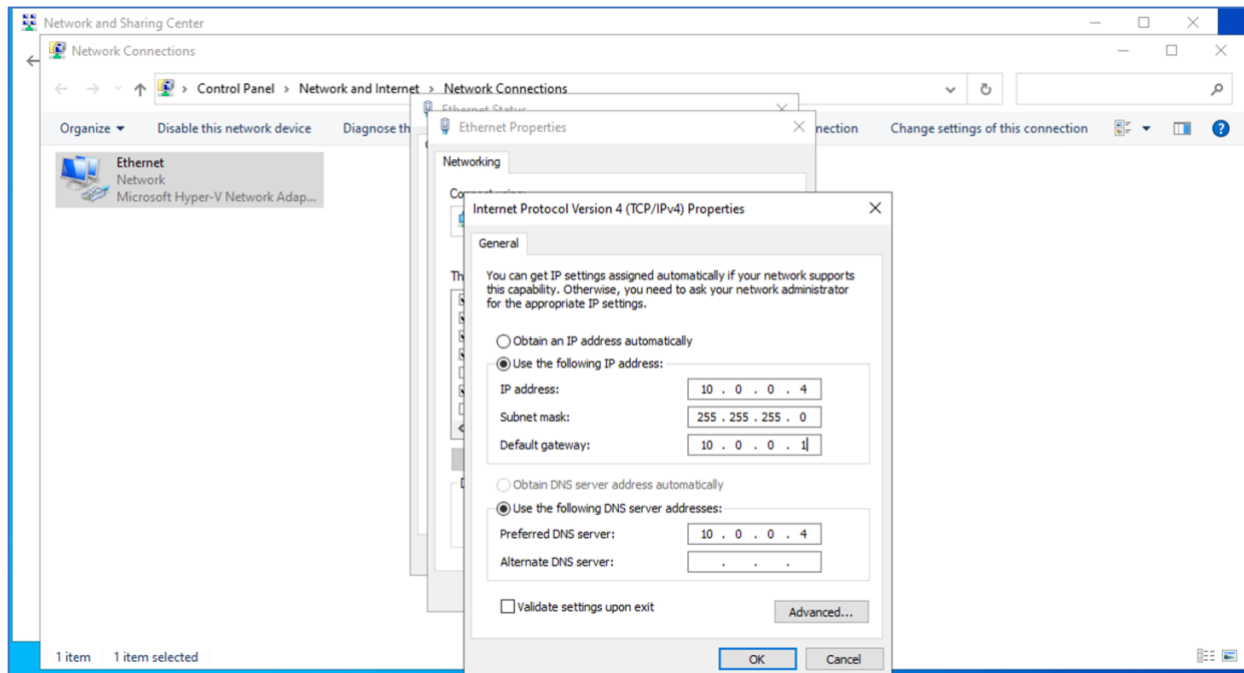 Network and Sharing Center
Network Connections
Control Panel > Network and Internet > Network Connections
Ethernet Status
Ethernet Properties
Organize Disable this network device Diagnose th nection Change settings of this connection
Networking
Ethernet
Network
Microsoft Hyper-V Network Adap...
Internet Protocol Version 4 (TCP/IPv4) Properties
General
You can get IP settings assigned automatically if your network supports
this capability. Otherwise, you need to ask your network administrator
for the appropriate IP settings.
Obtain an IP address automatically
Use the following IP address:
IP address: 10 . 0 . 0 . 4
Subnet mask: 255 . 255 . 255 . 0
Default gateway: 10 . 0 . 0 . 1
Obtain DNS server address automatically
Use the following DNS server addresses:
Preferred DNS server: 10 . 0 . 0 . 4
Alternate DNS server: . . .
Validate settings upon exit
Advanced...
OK Cancel
1 item 1 item selected